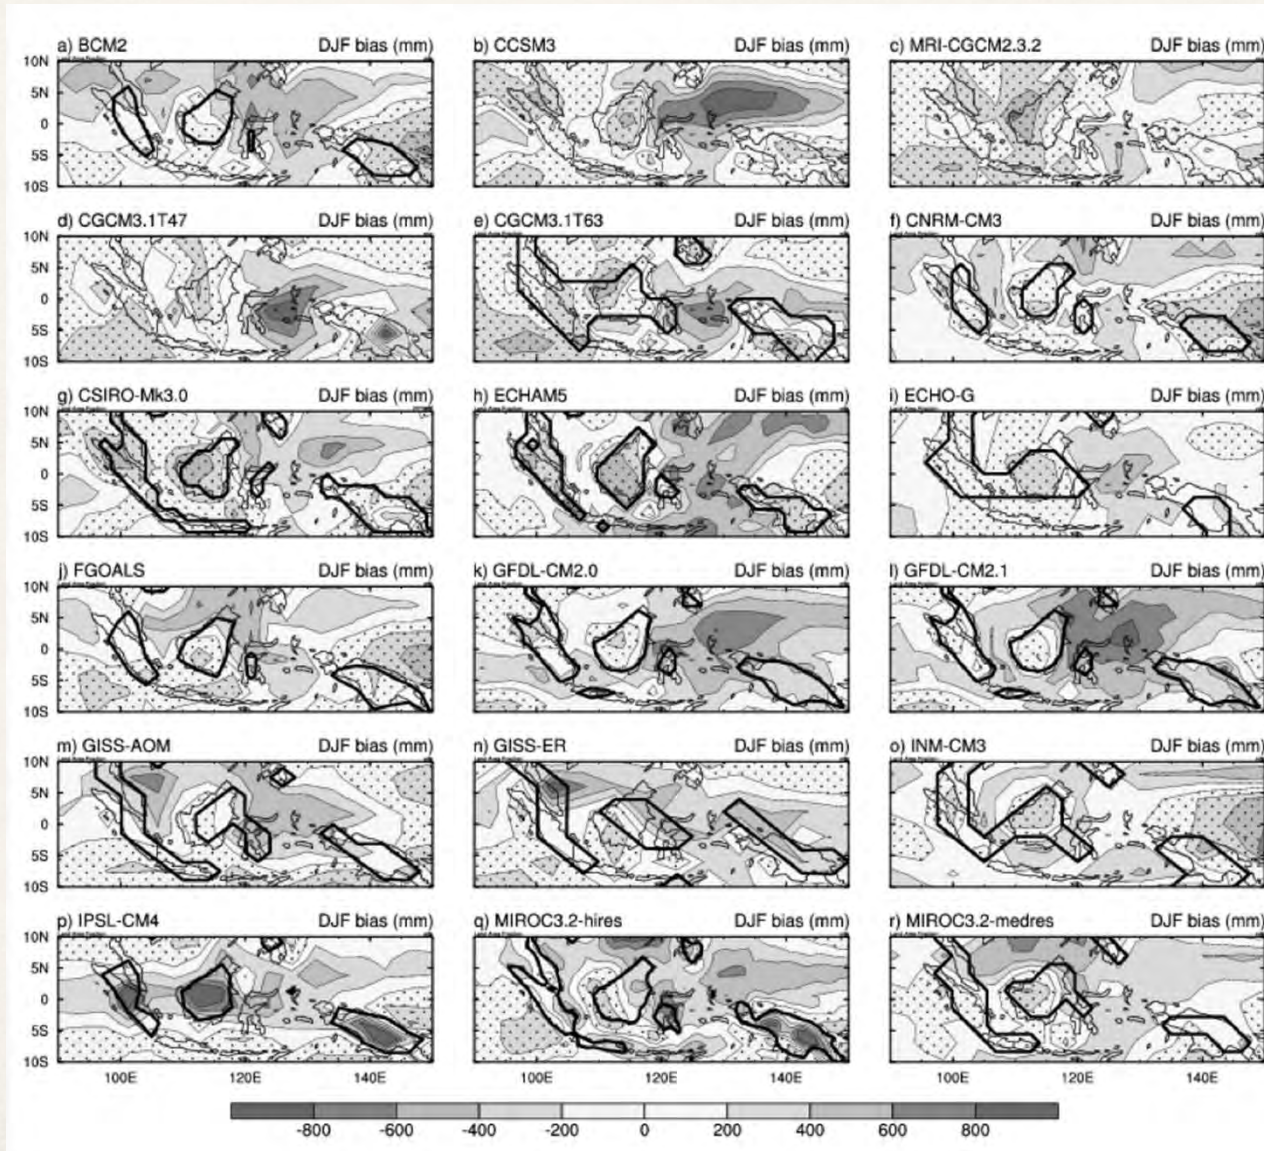 a) BCM2 DJF bias (mm) b) CCSM3 DJF bias (mm) c) MRI-CGCM2.3.2 DJF bias (mm)
10N
5N
0
5S
10S
d) CGCM3.1T47 DJF bias (mm) e) CGCM3.1T63 DJF bias (mm) f) CNRM-CM3 DJF bias (mm)
10N
5N
0
5S
10S
g) CSIRO-Mk3.0 DJF bias (mm) h) ECHAM5 DJF bias (mm) i) ECHO-G DJF bias (mm)
10N
5N
0
5S
10S
j) FGOALS DJF bias (mm) k) GFDL-CM2.0 DJF bias (mm) l) GFDL-CM2.1 DJF bias (mm)
10N
5N
0
5S
10S
m) GISS-AOM DJF bias (mm) n) GISS-ER DJF bias (mm) o) INM-CM3 DJF bias (mm)
10N
5N
0
5S
10S
p) IPSL-CM4 DJF bias (mm) q) MIROC3.2-hires DJF bias (mm) r) MIROC3.2-medres DJF bias (mm)
10N
5N
0
5S
10S
100E 120E 140E 100E 120E 140E 100E 120E 140E
-800 -600 -400 -200 0 200 400 600 800